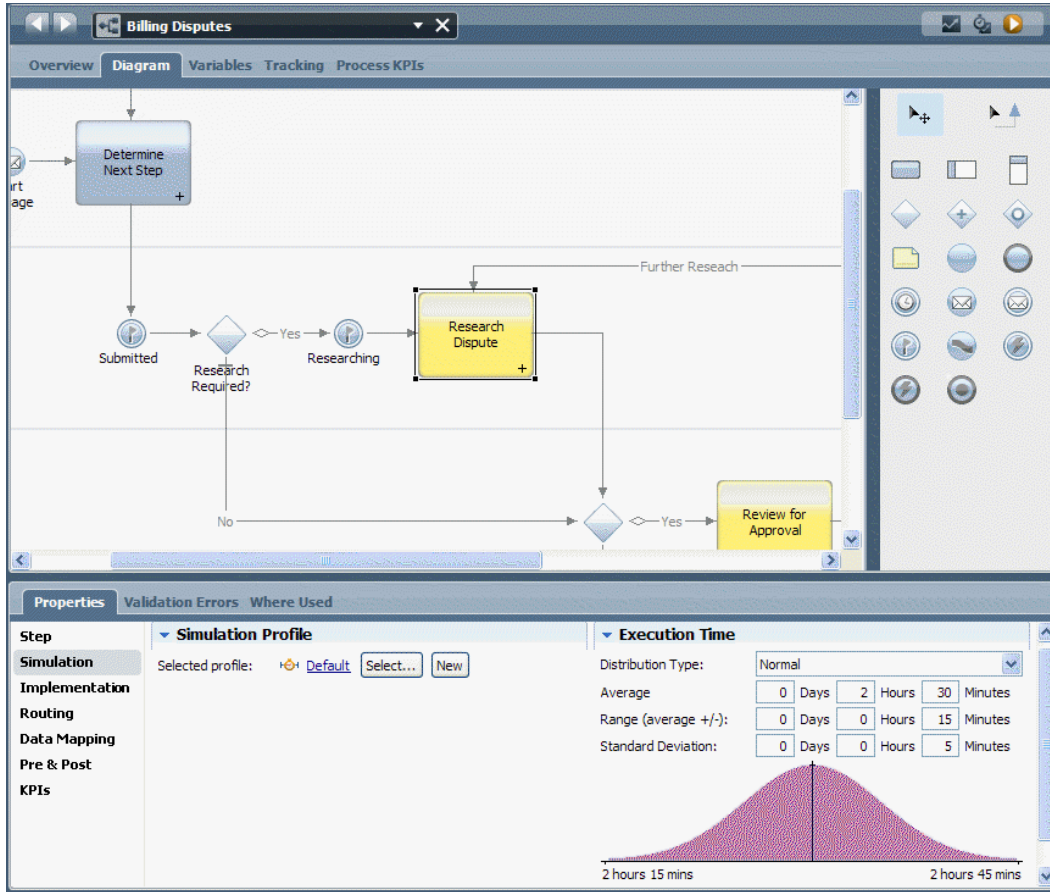 Billing Disputes
Overview Diagram Variables Tracking Process KPIs
Determine
Next Step
rt
age
Further Reseach
Research
Dispute
Yes
Submitted
Researching
Research
Required?
No
Yes
Review for
Approval
Properties Validation Errors Where Used
Step
Simulation
Implementation
Routing
Data Mapping
Pre & Post
KPIs
Simulation Profile
Selected profile: Default Select... New
Execution Time
Distribution Type: Normal
Average 0 Days 2 Hours 30 Minutes
Range (average +/-): 0 Days 0 Hours 15 Minutes
Standard Deviation: 0 Days 0 Hours 5 Minutes
2 hours 15 mins 2 hours 45 mins